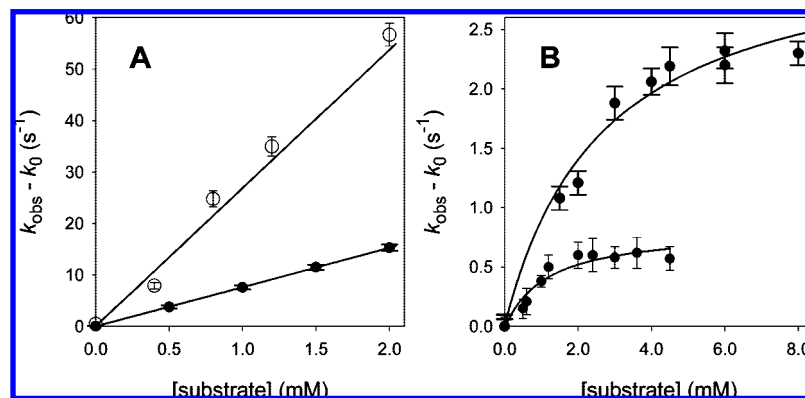 A
k_obs - k_0 (s⁻¹)
60
50
40
30
20
10
0
0.0 0.5 1.0 1.5 2.0
[substrate] (mM)
B
k_obs - k_0 (s⁻¹)
2.5
2.0
1.5
1.0
0.5
0.0
0.0 2.0 4.0 6.0 8.0
[substrate] (mM)